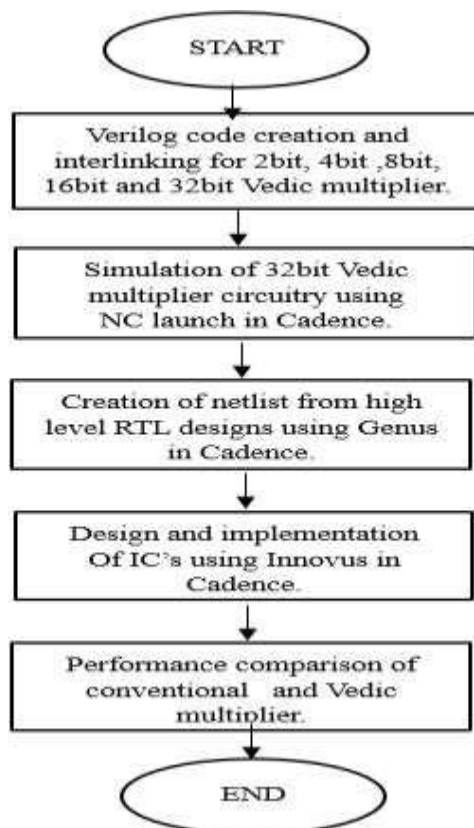 START
Verilog code creation and
interlinking for 2bit, 4bit ,8bit,
16bit and 32bit Vedic multiplier.
Simulation of 32bit Vedic
multiplier circuitry using
NC launch in Cadence.
Creation of netlist from high
level RTL designs using Genus
in Cadence.
Design and implementation
Of IC's using Innovus in
Cadence.
Performance comparison of
conventional and Vedic
multiplier.
END